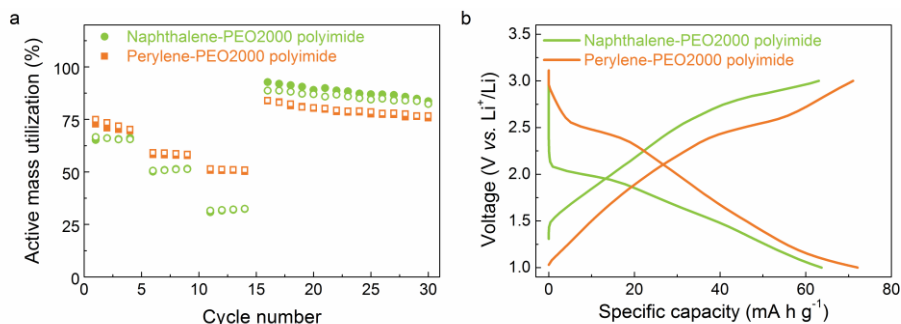 a
Naphthalene-PEO2000 polyimide
Perylene-PEO2000 polyimide
Active mass utilization (%)
100
75
50
25
0
5
10
15
20
25
30
Cycle number
b
Naphthalene-PEO2000 polyimide
Perylene-PEO2000 polyimide
Voltage (V vs. Li⁺/Li)
3.5
3.0
2.5
2.0
1.5
1.0
0
20
40
60
80
Specific capacity (mA h g⁻¹)